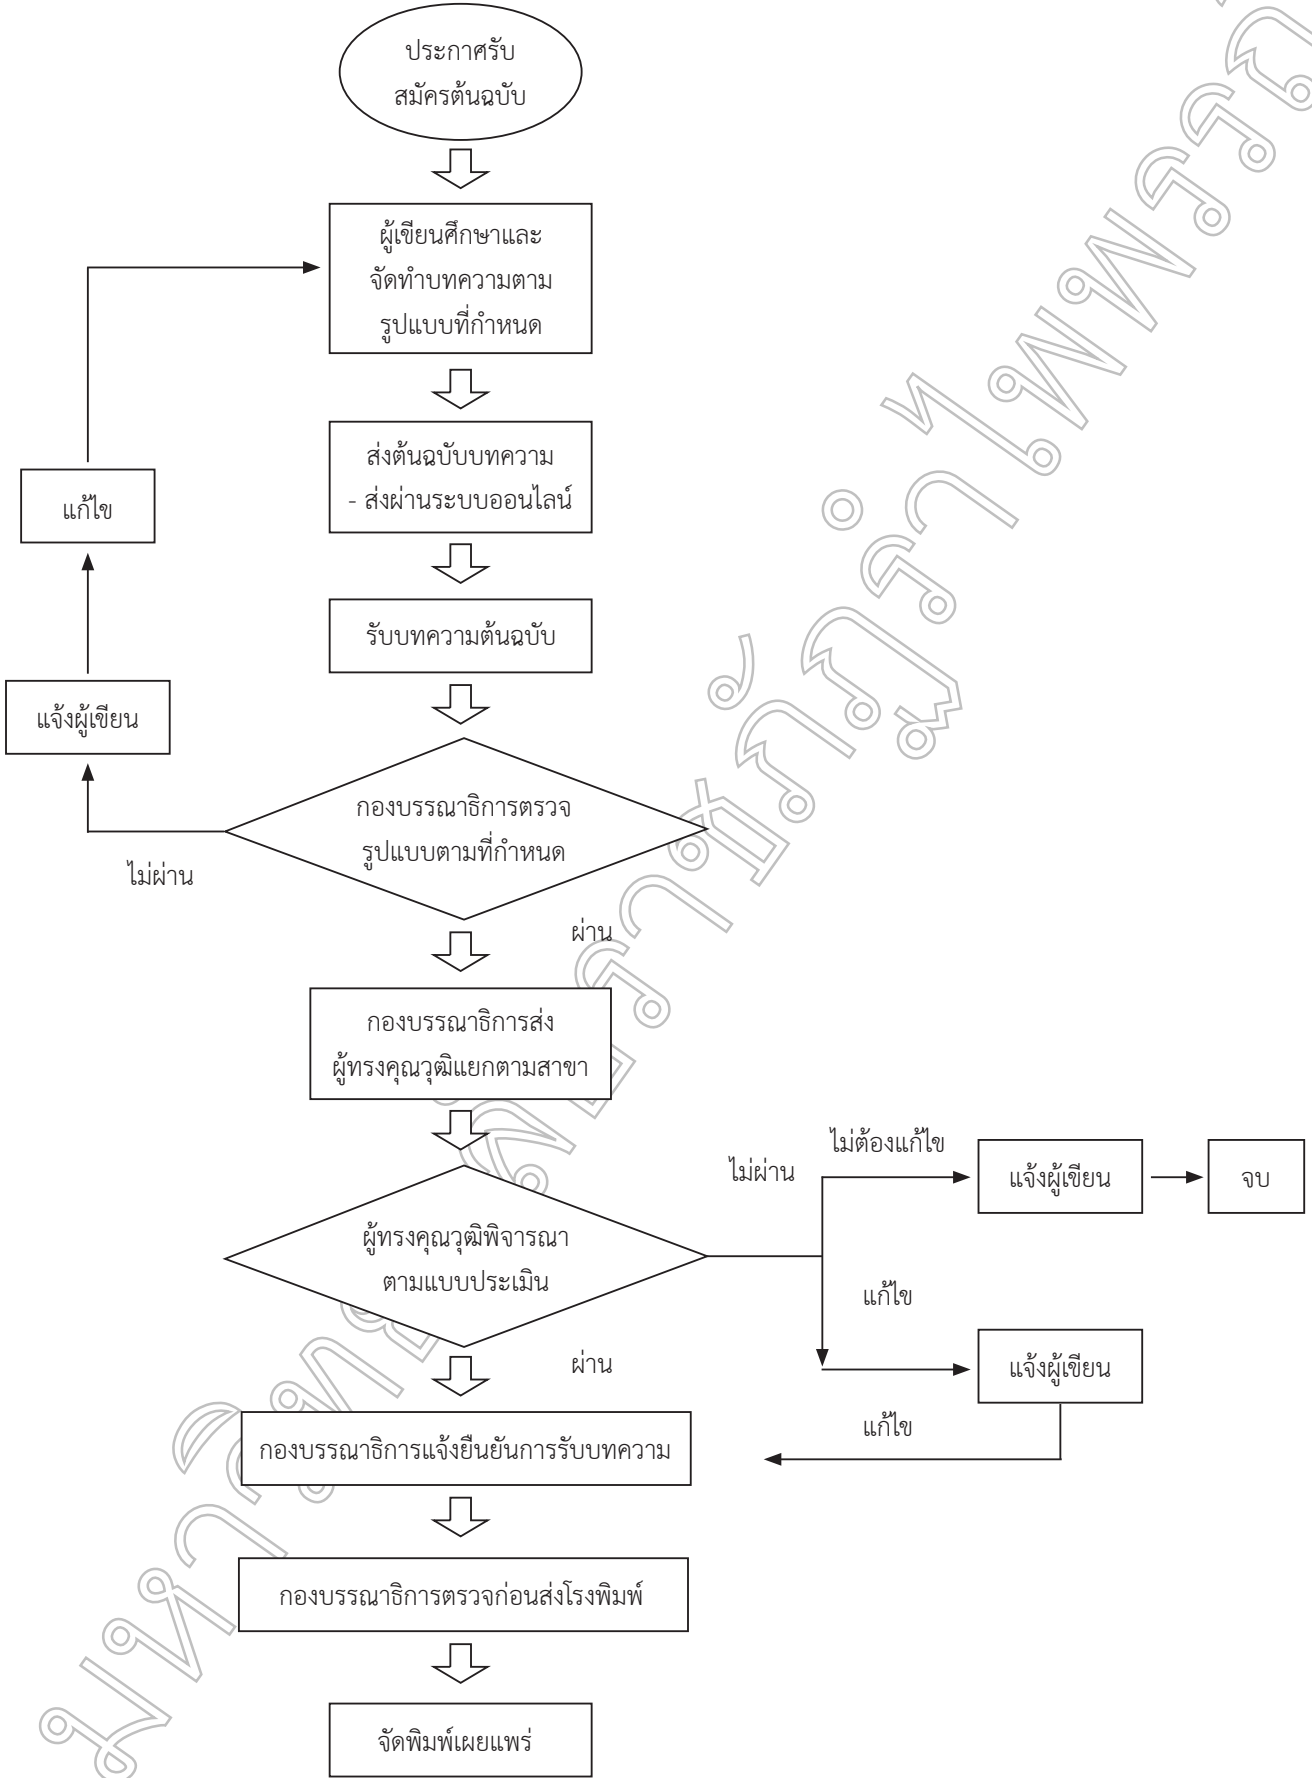 ประกาศรับ
สมัครต้นฉบับ
ผู้เขียนศึกษาและ
จัดทำบทความตาม
รูปแบบที่กำหนด
ส่งต้นฉบับบทความ
- ส่งผ่านระบบออนไลน์
แก้ไข
รับบทความต้นฉบับ
แจ้งผู้เขียน
กองบรรณาธิการตรวจ
รูปแบบตามที่กำหนด
ไม่ผ่าน
ผ่าน
กองบรรณาธิการส่ง
ผู้ทรงคุณวุฒิแยกตามสาขา
ไม่ผ่าน
ไม่ต้องแก้ไข
แจ้งผู้เขียน
จบ
ผู้ทรงคุณวุฒิพิจารณา
ตามแบบประเมิน
แก้ไข
ผ่าน
แจ้งผู้เขียน
แก้ไข
กองบรรณาธิการแจ้งยืนยันการรับบทความ
กองบรรณาธิการตรวจก่อนส่งโรงพิมพ์
จัดพิมพ์เผยแพร่